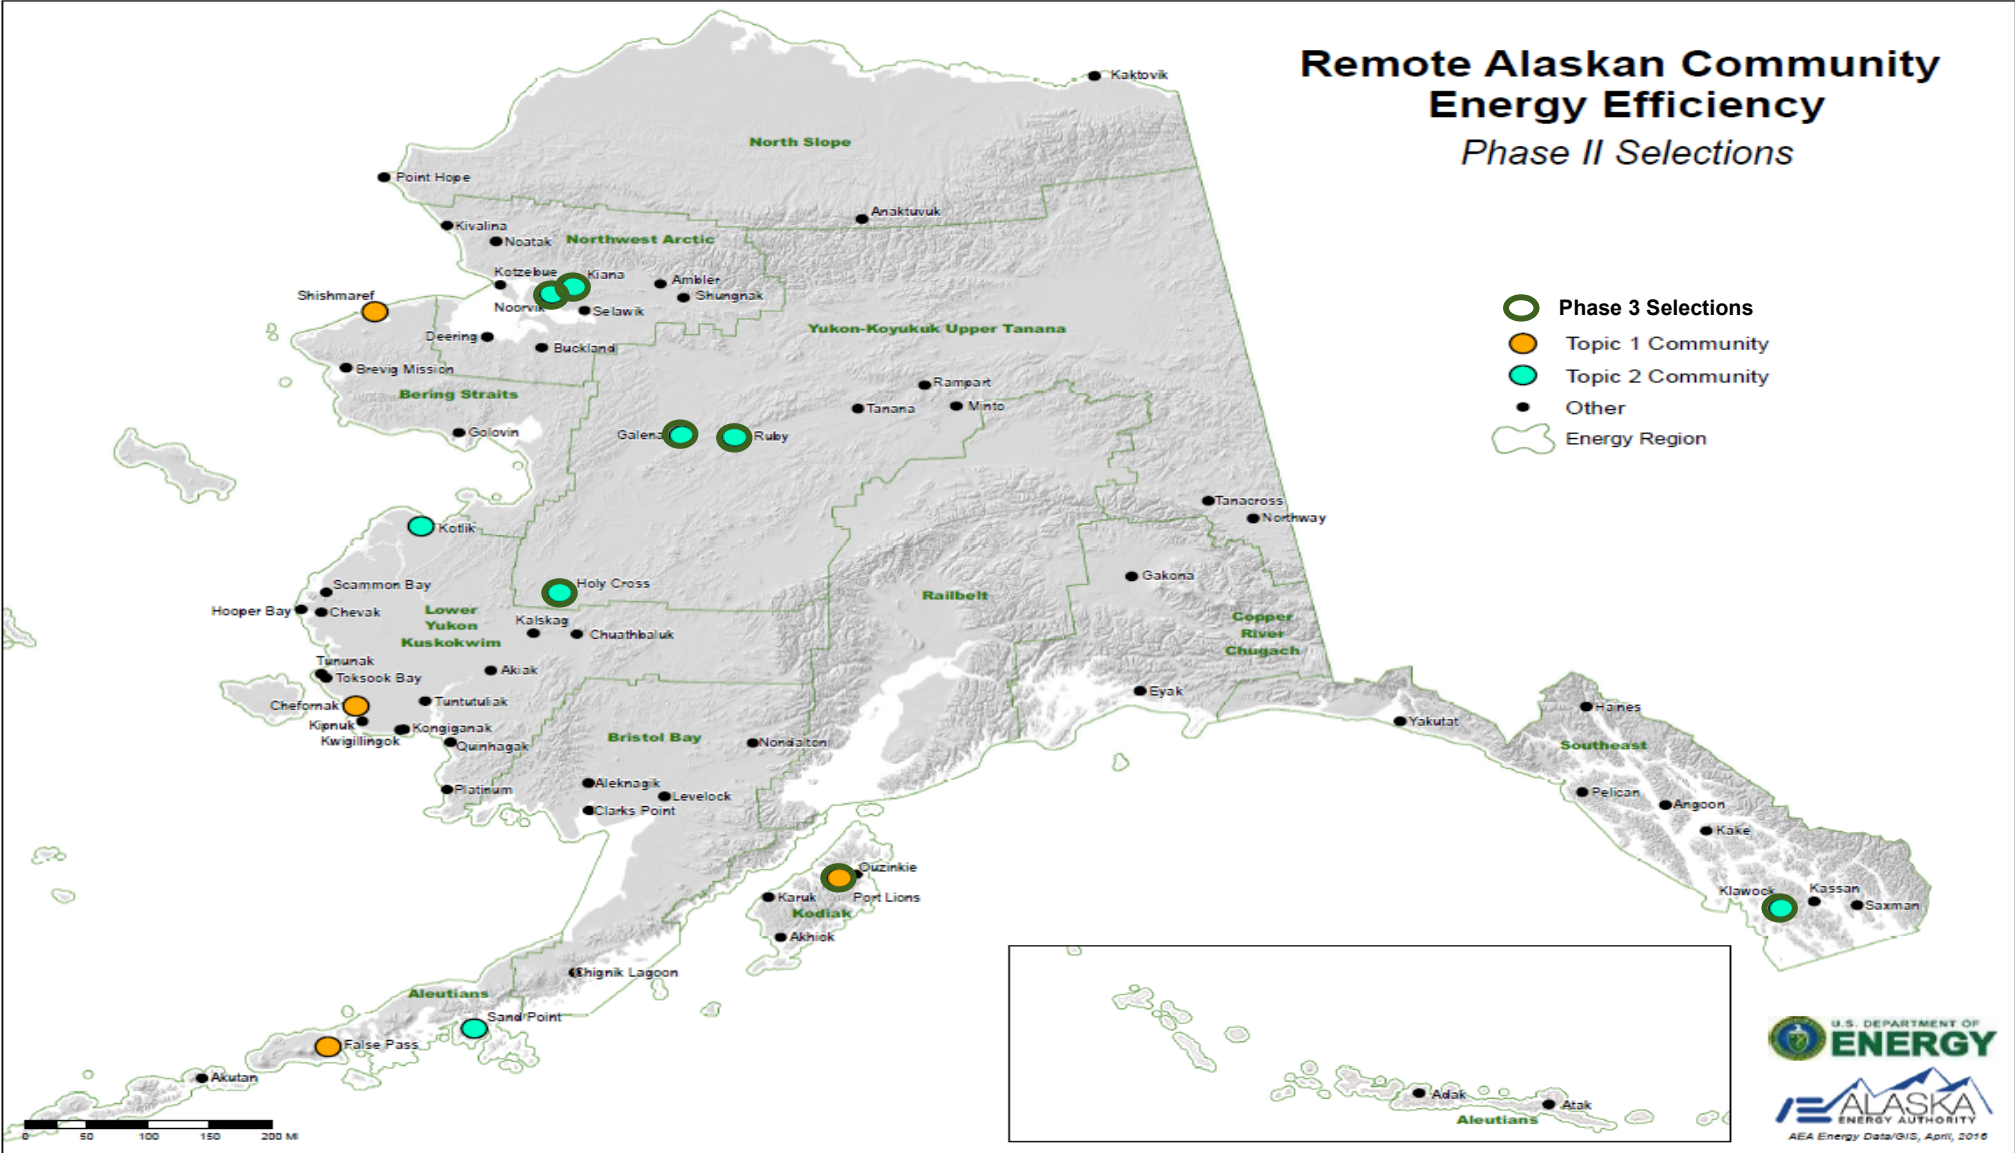 Remote Alaskan Community
Energy Efficiency
Phase II Selections
Kaktovik
North Slope
Point Hope
Anaktuvuk
Kivalina
Noatak
Northwest Arctic
Kotzebue
Kiana
Ambler
Shungnak
Shishmaref
Noorvik
Selawik
Phase 3 Selections
Yukon-Koyukuk Upper Tanana
Deering
Topic 1 Community
Buckland
Brevig Mission
Topic 2 Community
Rampart
Bering Straits
Tanana
Minto
Other
Golovin
Galena
Ruby
Energy Region
Tanacross
Northway
Kotlik
Holy Cross
Gakona
Scammon Bay
Railbelt
Hooper Bay
Chevak
Lower
Yukon
Kuskokwim
Kalskag
Chuathbaluk
Copper
River
Chugach
Tununak
Akiak
Toksook Bay
Eyak
Chefornak
Tuntutuliak
Haines
Kipnuk
Kongiganak
Yakutat
Kwigillingok
Quinhagak
Bristol Bay
Nondalton
Southeast
Platinum
Aleknagik
Levelock
Clarks Point
Pelican
Angoon
Kake
Ouzinkie
Karuk
Port Lions
Kodiak
Akhiok
Klawock
Kassan
Saxman
Chignik Lagoon
Aleutians
Sand Point
False Pass
Akutan
0 50 100 150 200 MI
Adak
Atak
Aleutians
U.S. DEPARTMENT OF
ENERGY
ALASKA
ENERGY AUTHORITY
AEA Energy Data/GIS, April, 2016